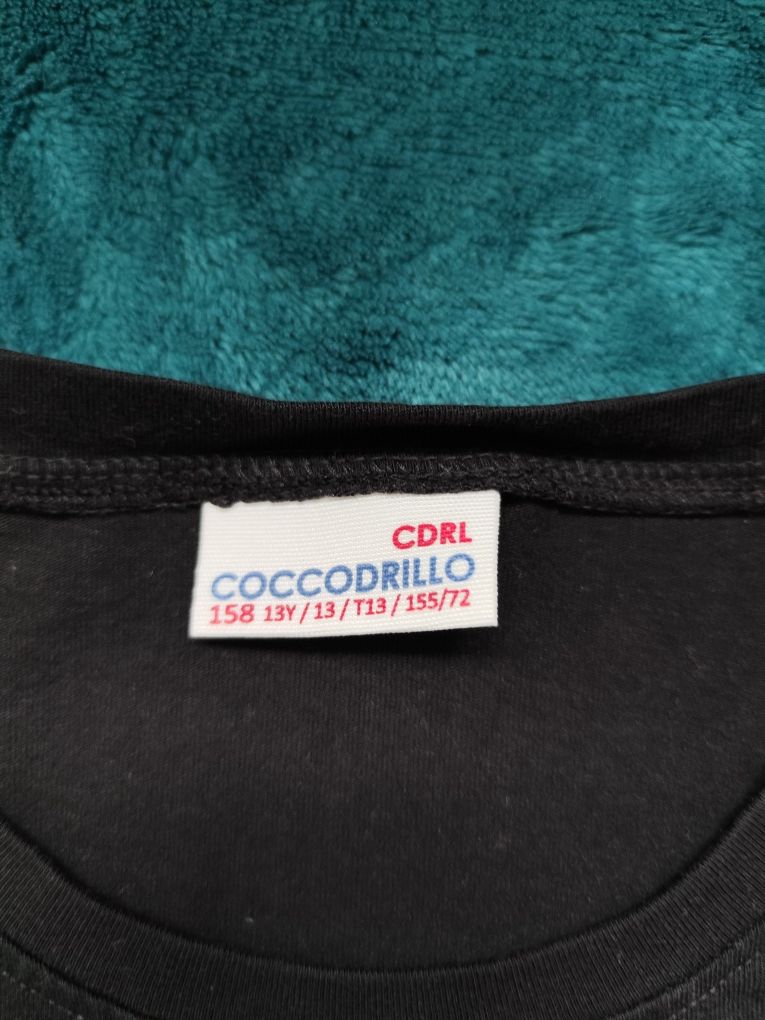 CDRL
COCCODRILLO
158 13Y / 13 / T13 / 155/72